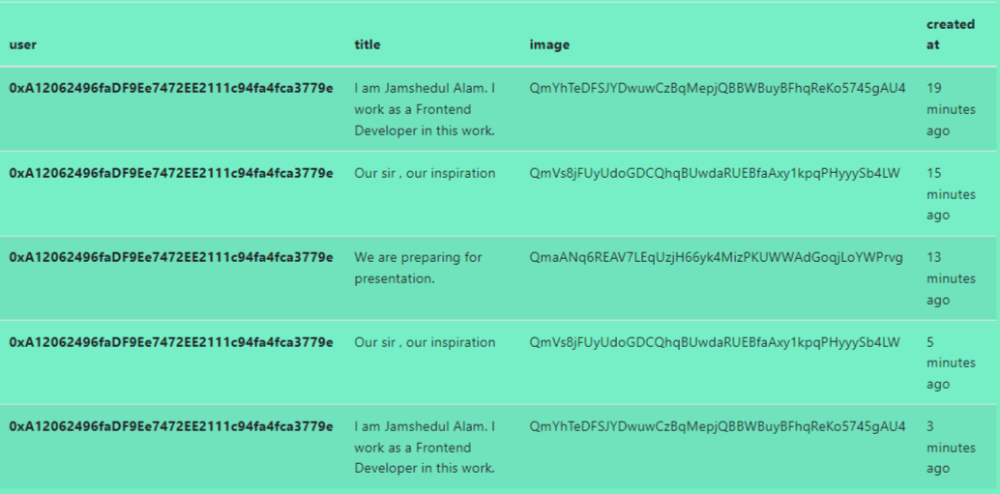 user title image created at
0xA12062496faDF9Ee7472EE2111c94fa4fca3779e I am Jamshedul Alam. I work as a Frontend Developer in this work. QmYhTeDFSJYDwuwCzBqMepjQBBWBuyBFhqReKo5745gAU4 19 minutes ago
0xA12062496faDF9Ee7472EE2111c94fa4fca3779e Our sir , our inspiration QmVs8jFUyUdoGDCQhqBUwdaRUEBfaAxy1kpqPHyyySb4LW 15 minutes ago
0xA12062496faDF9Ee7472EE2111c94fa4fca3779e We are preparing for presentation. QmaANq6REAV7LEqUzjH66yk4MizPKUWWAdGoqjLoYWPrvg 13 minutes ago
0xA12062496faDF9Ee7472EE2111c94fa4fca3779e Our sir , our inspiration QmVs8jFUyUdoGDCQhqBUwdaRUEBfaAxy1kpqPHyyySb4LW 5 minutes ago
0xA12062496faDF9Ee7472EE2111c94fa4fca3779e I am Jamshedul Alam. I work as a Frontend Developer in this work. QmYhTeDFSJYDwuwCzBqMepjQBBWBuyBFhqReKo5745gAU4 3 minutes ago